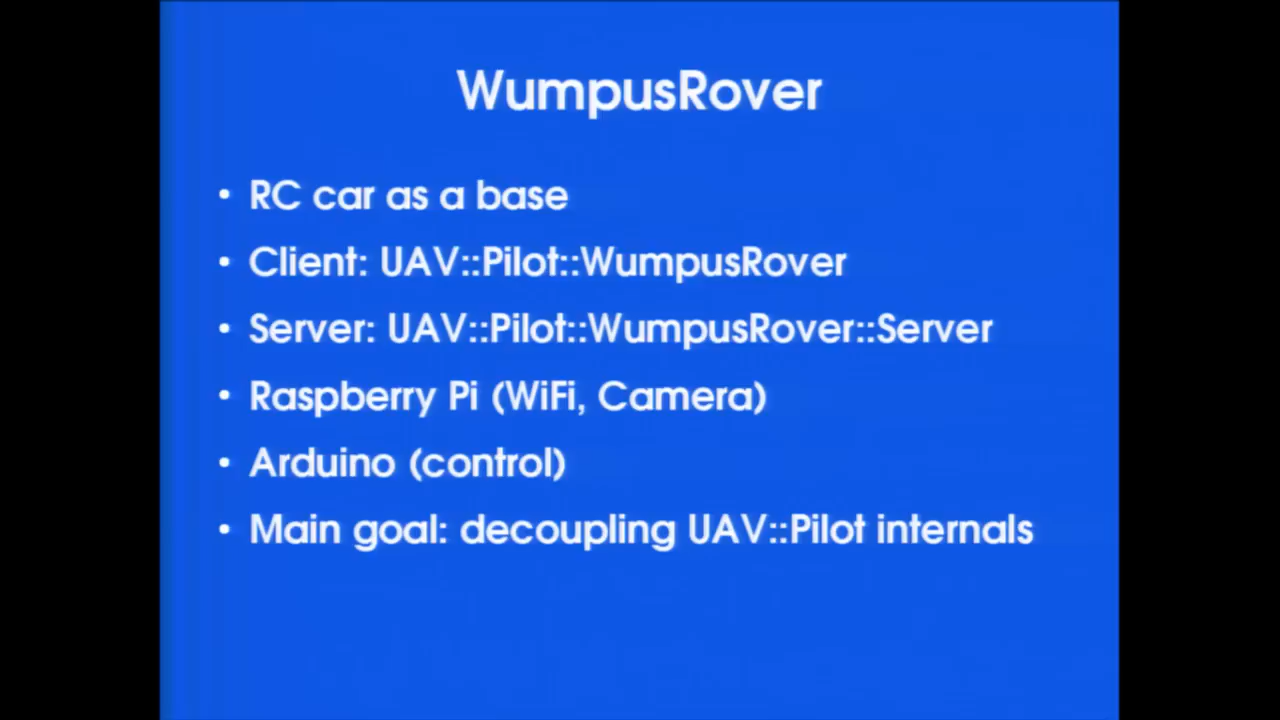 WumpusRover
• RC car as a base
• Client: UAV::Pilot::WumpusRover
• Server: UAV::Pilot::WumpusRover::Server
• Raspberry Pi (WiFi, Camera)
• Arduino (control)
• Main goal: decoupling UAV::Pilot internals